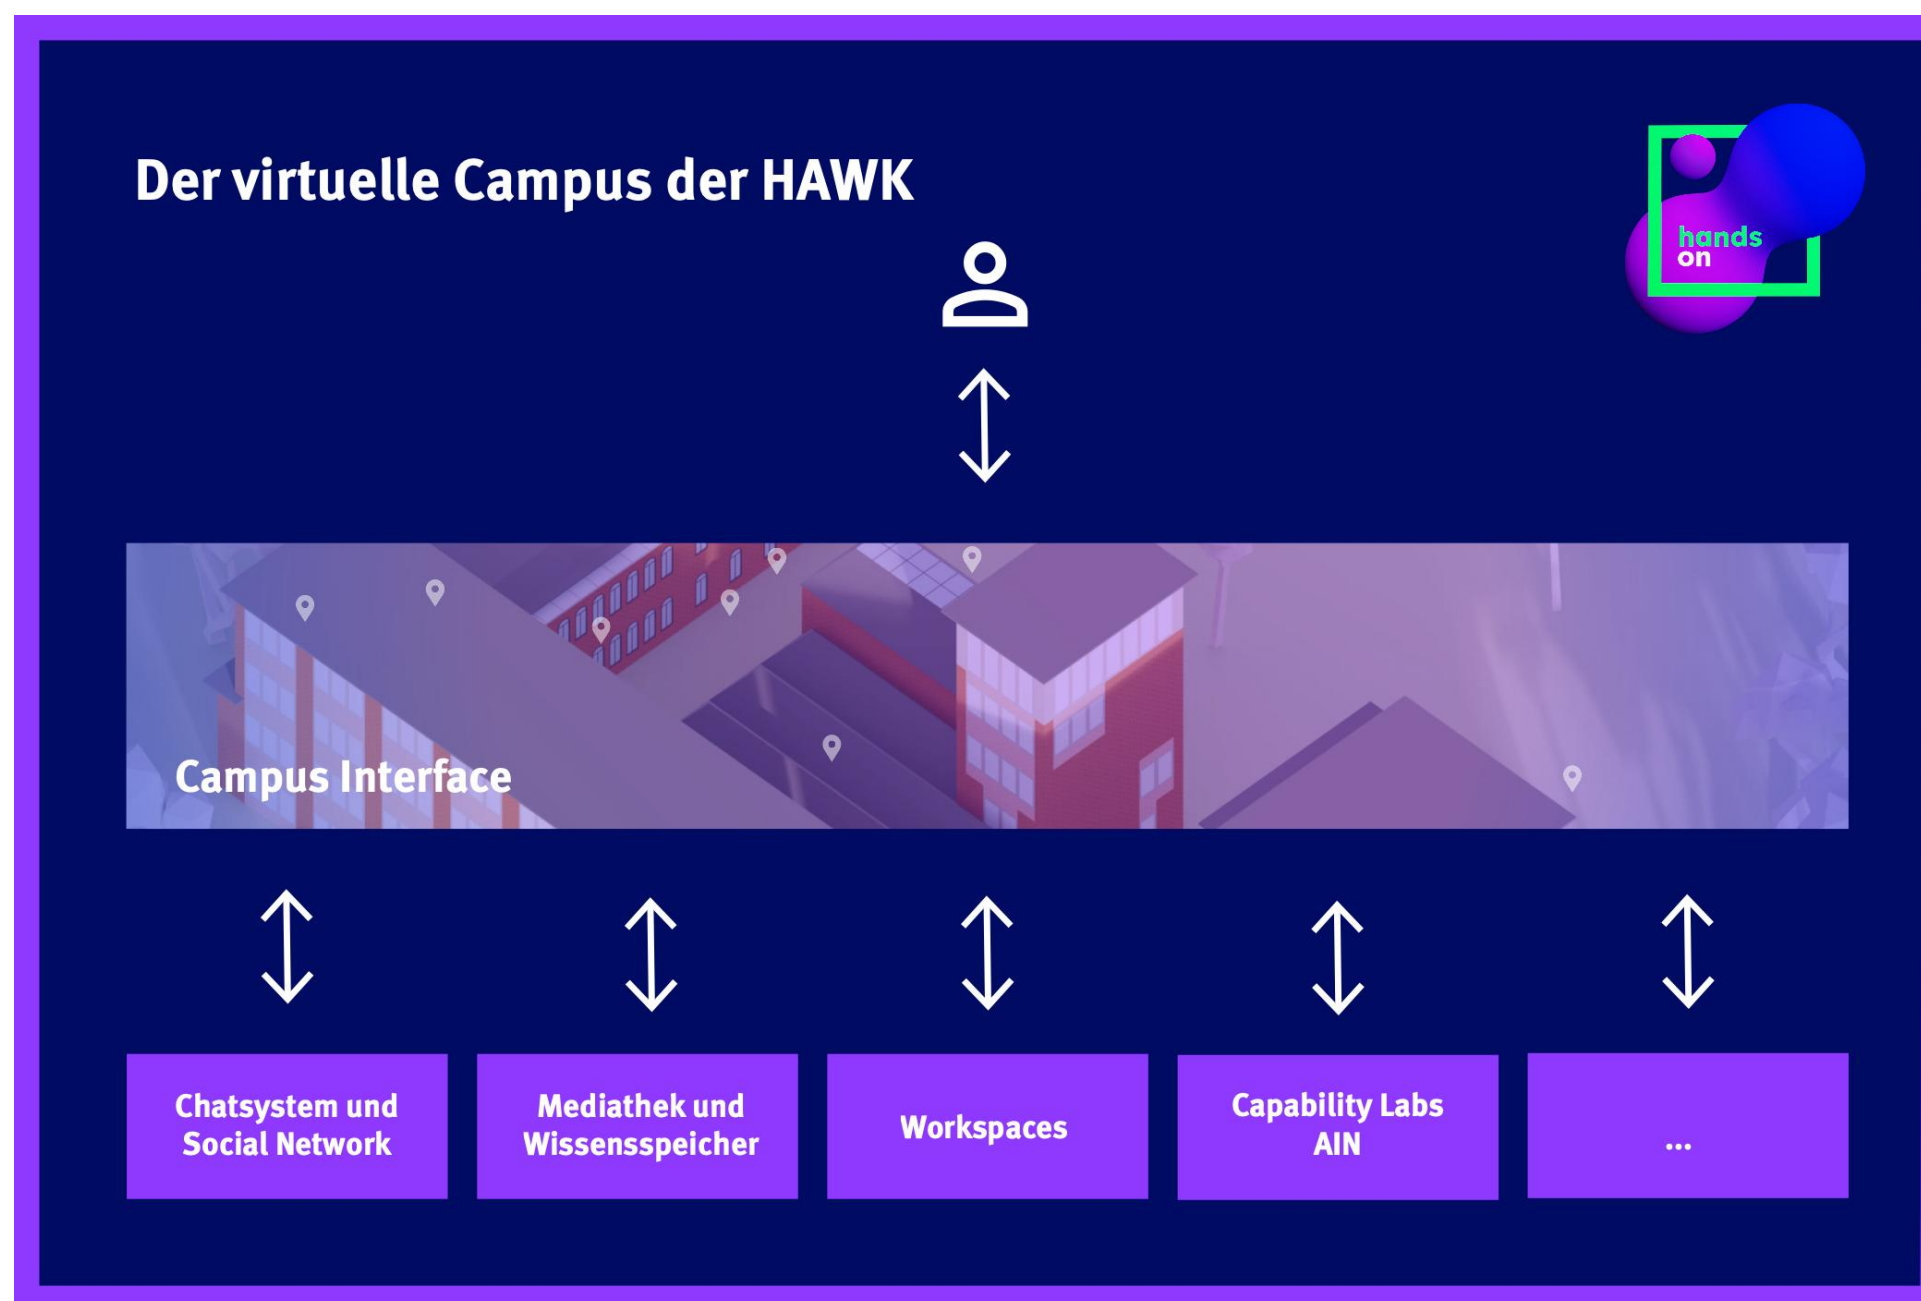 Der virtuelle Campus der HAWK
hands
on
Campus Interface
Chatsystem und
Social Network
Mediathek und
Wissensspeicher
Workspaces
Capability Labs
AIN
...